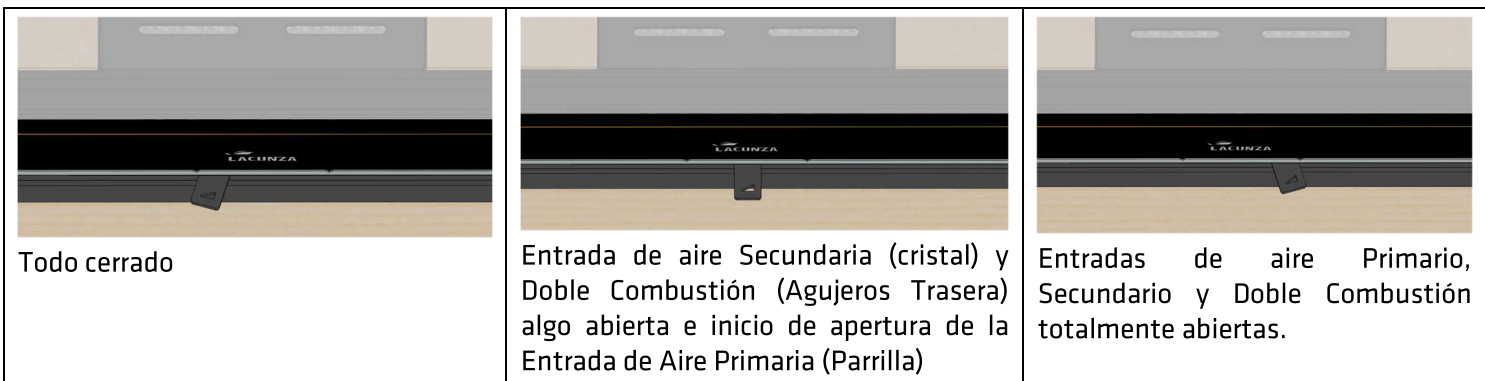 LACUNZA
Todo cerrado
LACUNZA
Entrada de aire Secundaria (cristal) y
Doble Combustión (Agujeros Trasera)
algo abierta e inicio de apertura de la
Entrada de Aire Primaria (Parrilla)
LACUNZA
Entradas de aire Primario,
Secundario y Doble Combustión
totalmente abiertas.